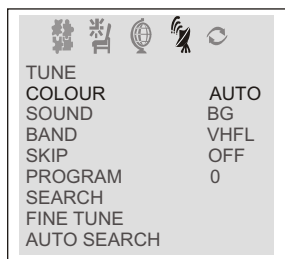 TUNE
COLOUR AUTO
SOUND BG
BAND VHFL
SKIP OFF
PROGRAM 0
SEARCH
FINE TUNE
AUTO SEARCH